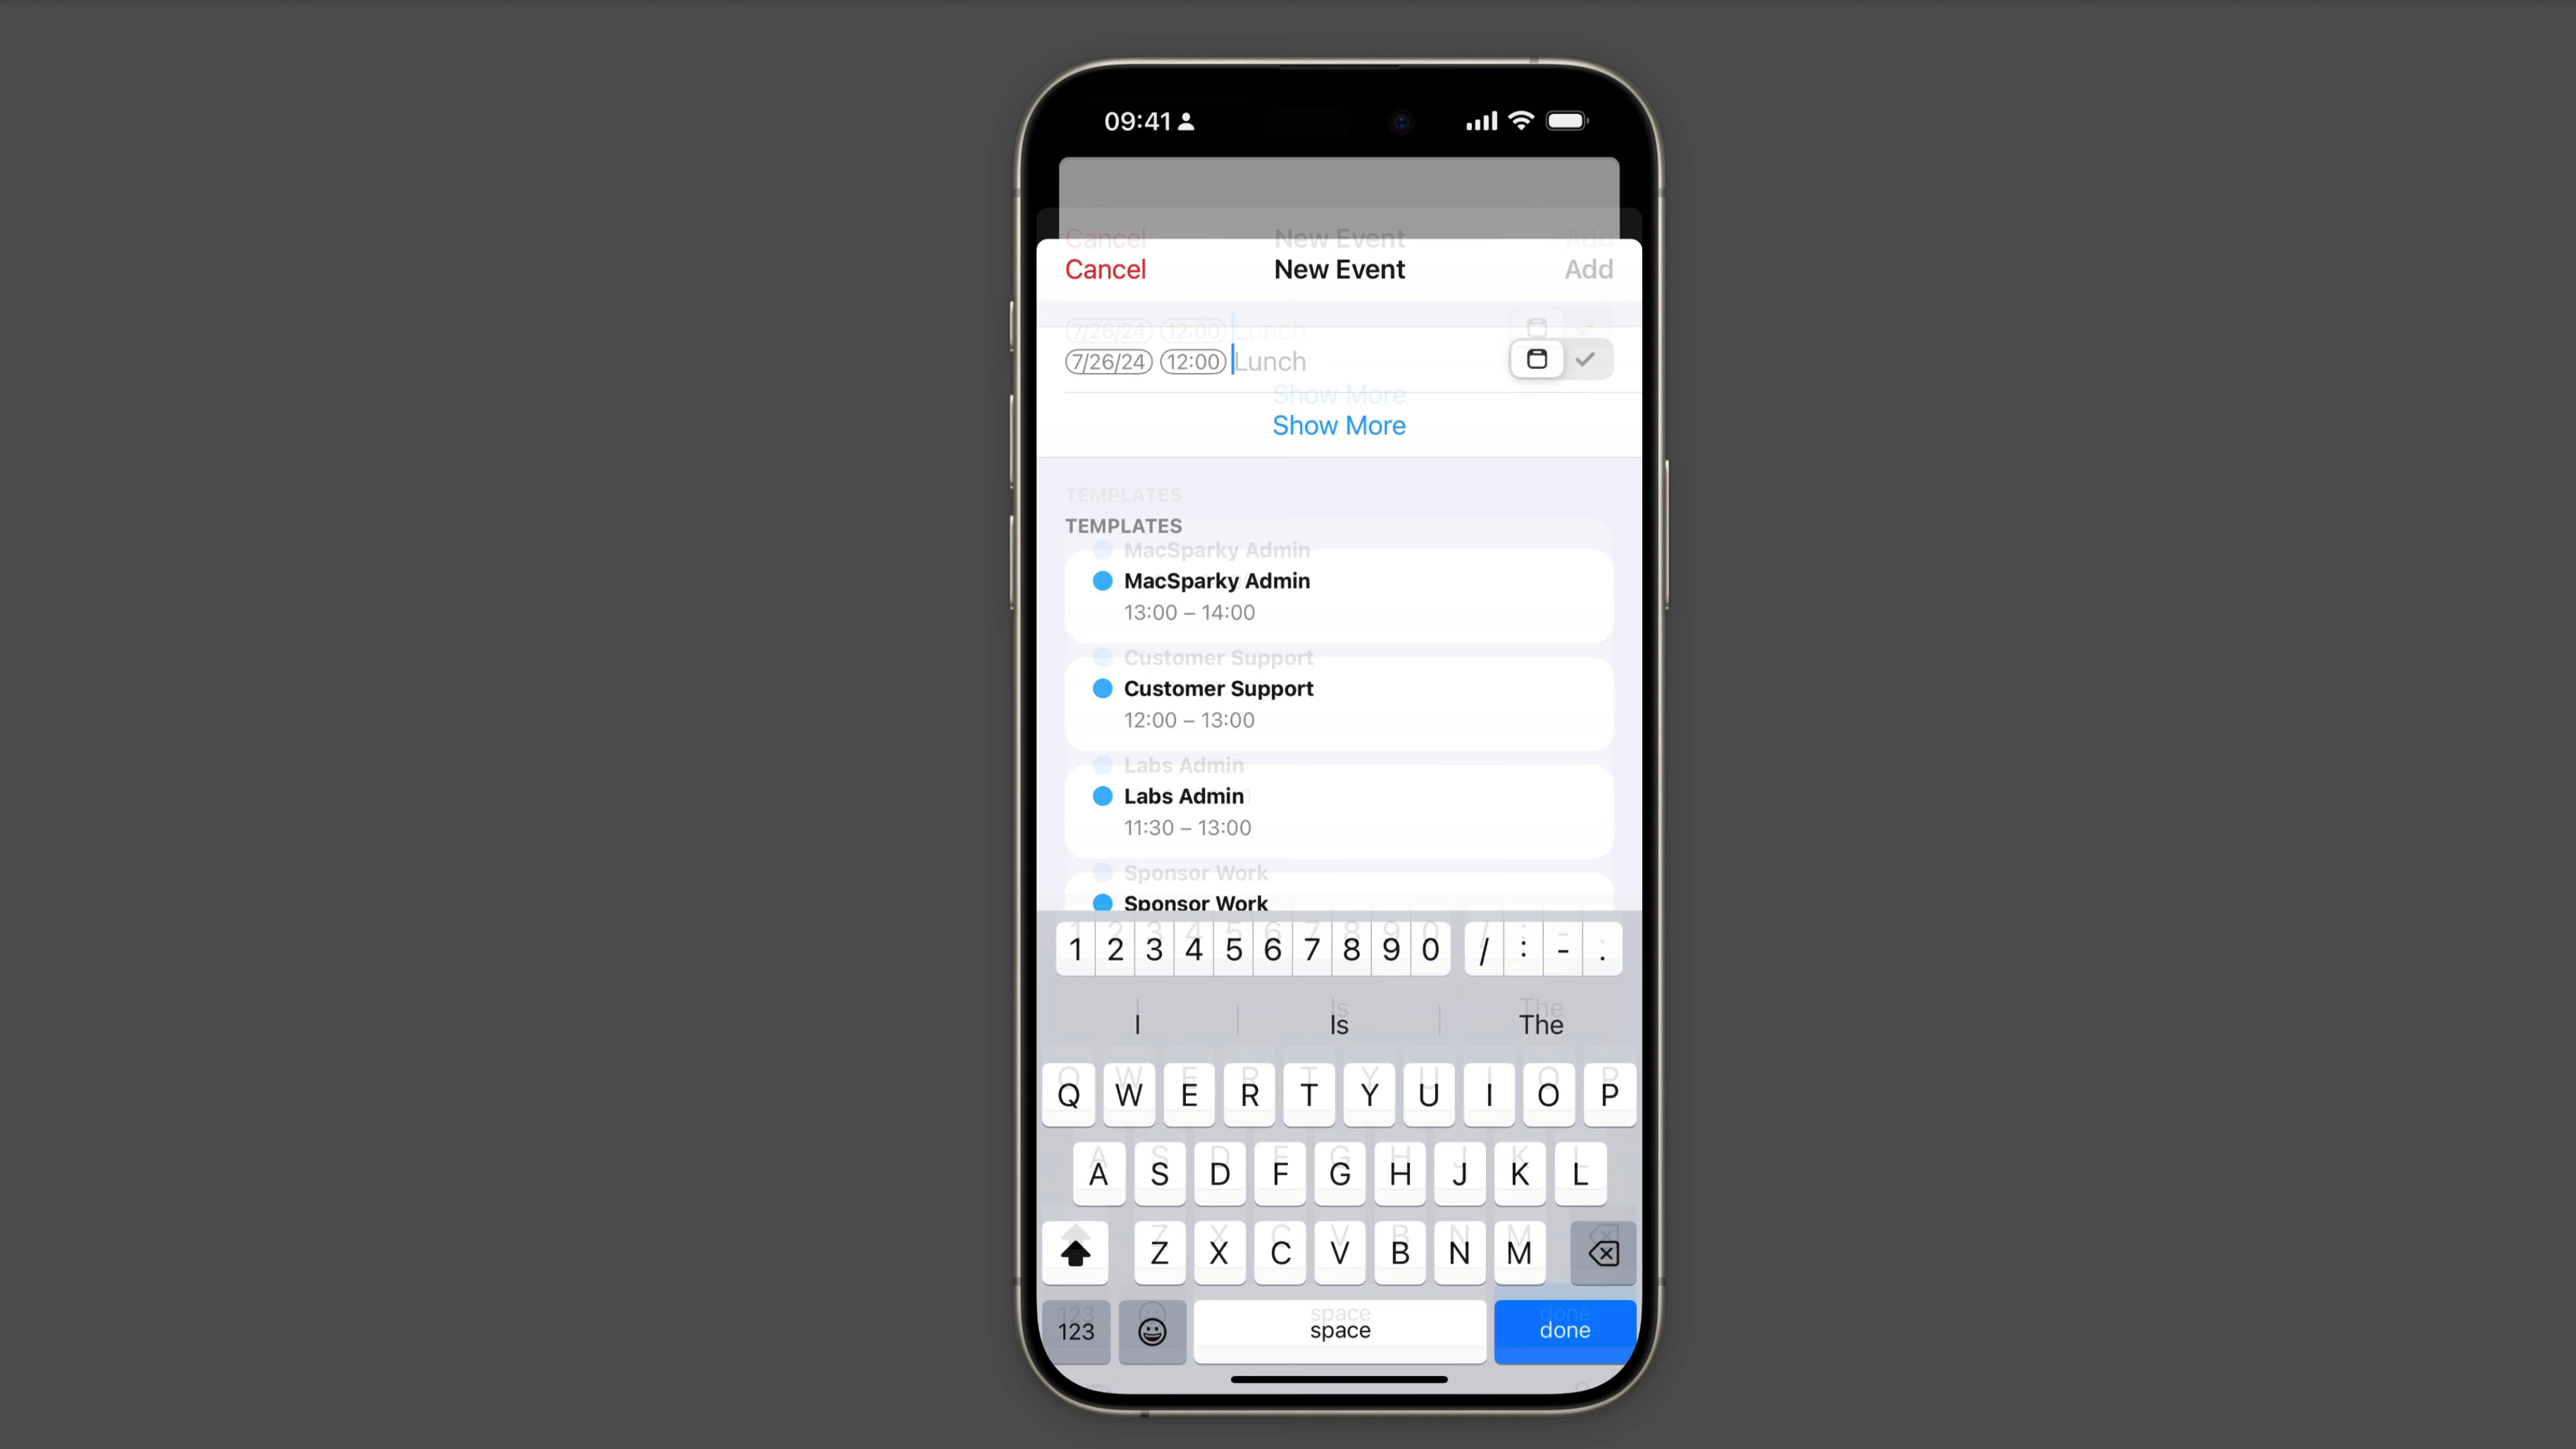 09:41
Cancel New Event Add
7/26/24 12:00 Lunch
Show More
TEMPLATES
MacSparky Admin
13:00 – 14:00
Customer Support
12:00 – 13:00
Labs Admin
11:30 – 13:00
Sponsor Work
1 2 3 4 5 6 7 8 9 0 / : - .
I Is The
Q W E R T Y U I O P
A S D F G H J K L
Z X C V B N M
123 space done